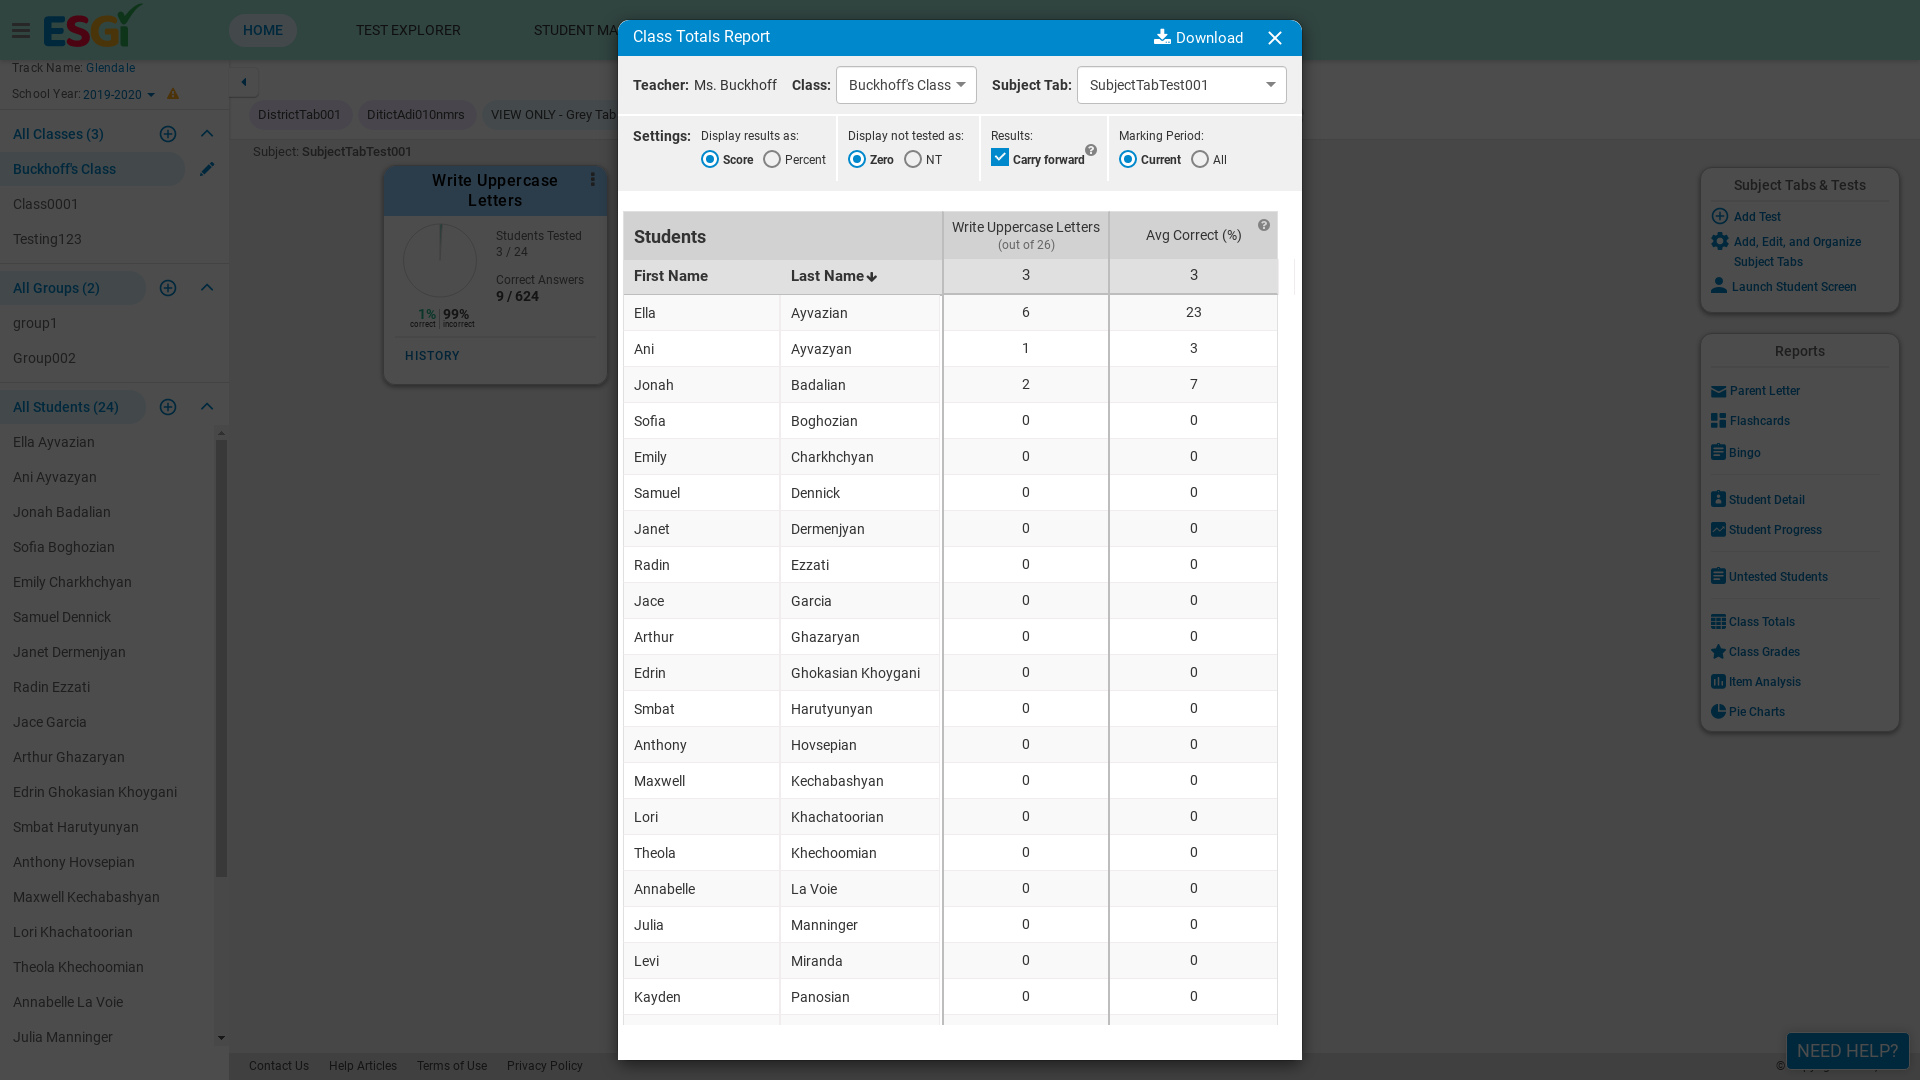 ESGi
HOME
TEST EXPLORER
STUDENT MA
Track Name: Glendale
School Year: 2019-2020
All Classes (3)
Buckhoff's Class
Class0001
Testing123
All Groups (2)
group1
Group002
All Students (24)
Ella Ayvazian
Ani Ayvazyan
Jonah Badalian
Sofia Boghozian
Emily Charkhchyan
Samuel Dennick
Janet Dermenjyan
Radin Ezzati
Jace Garcia
Arthur Ghazaryan
Edrin Ghokasian Khoygani
Smbat Harutyunyan
Anthony Hovsepian
Maxwell Kechabashyan
Lori Khachatoorian
Theola Khechoomian
Annabelle La Voie
Julia Manninger
DistrictTab001
DitictAdi010nmrs
VIEW ONLY - Grey Tab
Subject: SubjectTabTest001
Write Uppercase
Letters
Students Tested
3 / 24
Correct Answers
9 / 624
1% 99%
correct incorrect
HISTORY
Class Totals Report
Download
Teacher: Ms. Buckhoff Class: Buckhoff's Class Subject Tab: SubjectTabTest001
Settings: Display results as: Display not tested as: Results: Marking Period:
Score Percent Zero NT Carry forward Current All
Students Write Uppercase Letters Avg Correct (%)
(out of 26)
First Name Last Name 3 3
Ella Ayvazian 6 23
Ani Ayvazyan 1 3
Jonah Badalian 2 7
Sofia Boghozian 0 0
Emily Charkhchyan 0 0
Samuel Dennick 0 0
Janet Dermenjyan 0 0
Radin Ezzati 0 0
Jace Garcia 0 0
Arthur Ghazaryan 0 0
Edrin Ghokasian Khoygani 0 0
Smbat Harutyunyan 0 0
Anthony Hovsepian 0 0
Maxwell Kechabashyan 0 0
Lori Khachatoorian 0 0
Theola Khechoomian 0 0
Annabelle La Voie 0 0
Julia Manninger 0 0
Levi Miranda 0 0
Kayden Panosian 0 0
Subject Tabs & Tests
Add Test
Add, Edit, and Organize
Subject Tabs
Launch Student Screen
Reports
Parent Letter
Flashcards
Bingo
Student Detail
Student Progress
Untested Students
Class Totals
Class Grades
Item Analysis
Pie Charts
Contact Us Help Articles Terms of Use Privacy Policy
NEED HELP?